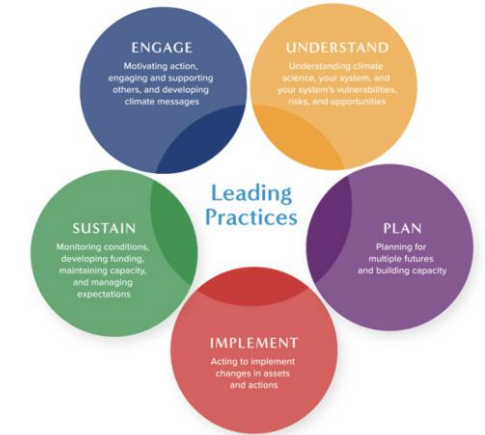 ENGAGE
Motivating action,
engaging and supporting
others, and developing
climate messages
UNDERSTAND
Understanding climate
science, your system, and
your system's vulnerabilities,
risks, and opportunities
Leading
Practices
SUSTAIN
Monitoring conditions,
developing funding,
maintaining capacity,
and managing
expectations
PLAN
Planning for
multiple futures
and building capacity
IMPLEMENT
Acting to implement
changes in assets
and actions